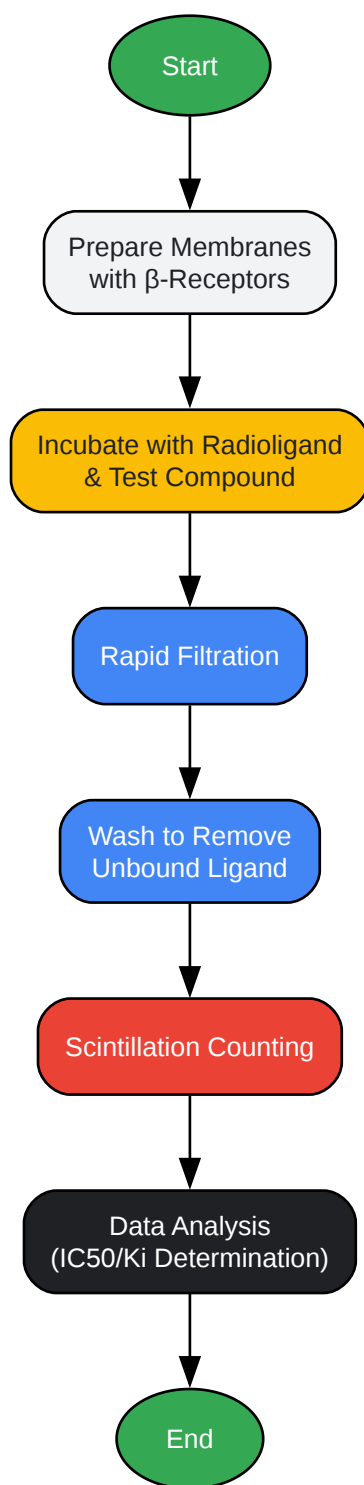 Start
Prepare Membranes
with β-Receptors
Incubate with Radioligand
& Test Compound
Rapid Filtration
Wash to Remove
Unbound Ligand
Scintillation Counting
Data Analysis
(IC50/Ki Determination)
End